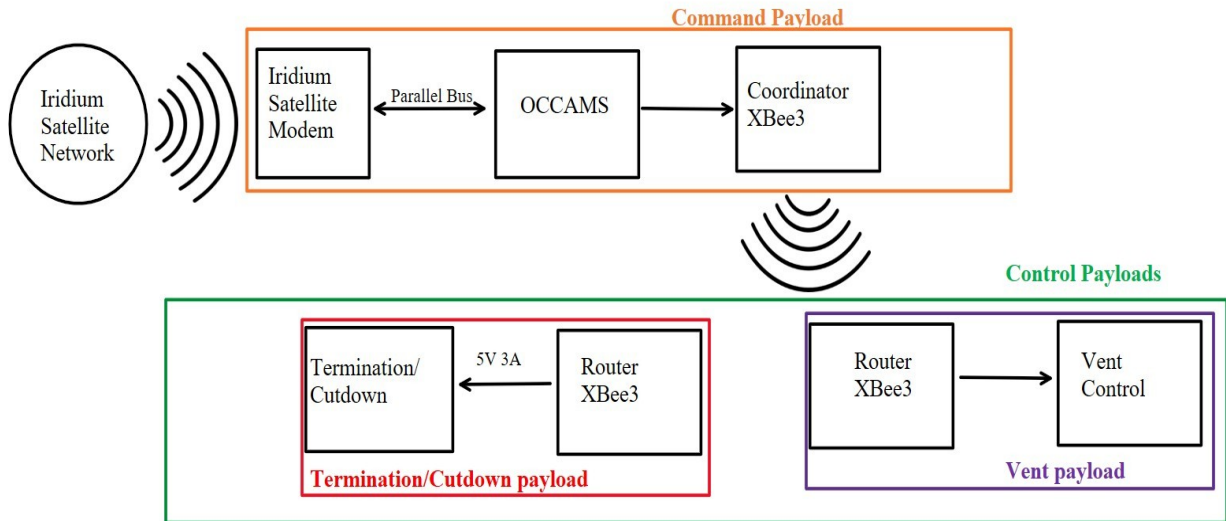 Command Payload
Iridium
Satellite
Network
Iridium
Satellite
Modem
Parallel Bus
OCCAMS
Coordinator
XBee3
Control Payloads
Termination/
Cutdown
5V 3A
Router
XBee3
Termination/Cutdown payload
Router
XBee3
Vent
Control
Vent payload